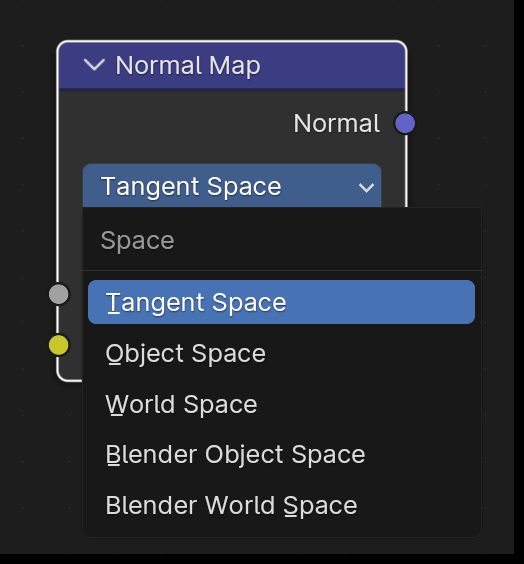 Normal Map
Normal
Tangent Space
Space
Tangent Space
Object Space
World Space
Blender Object Space
Blender World Space